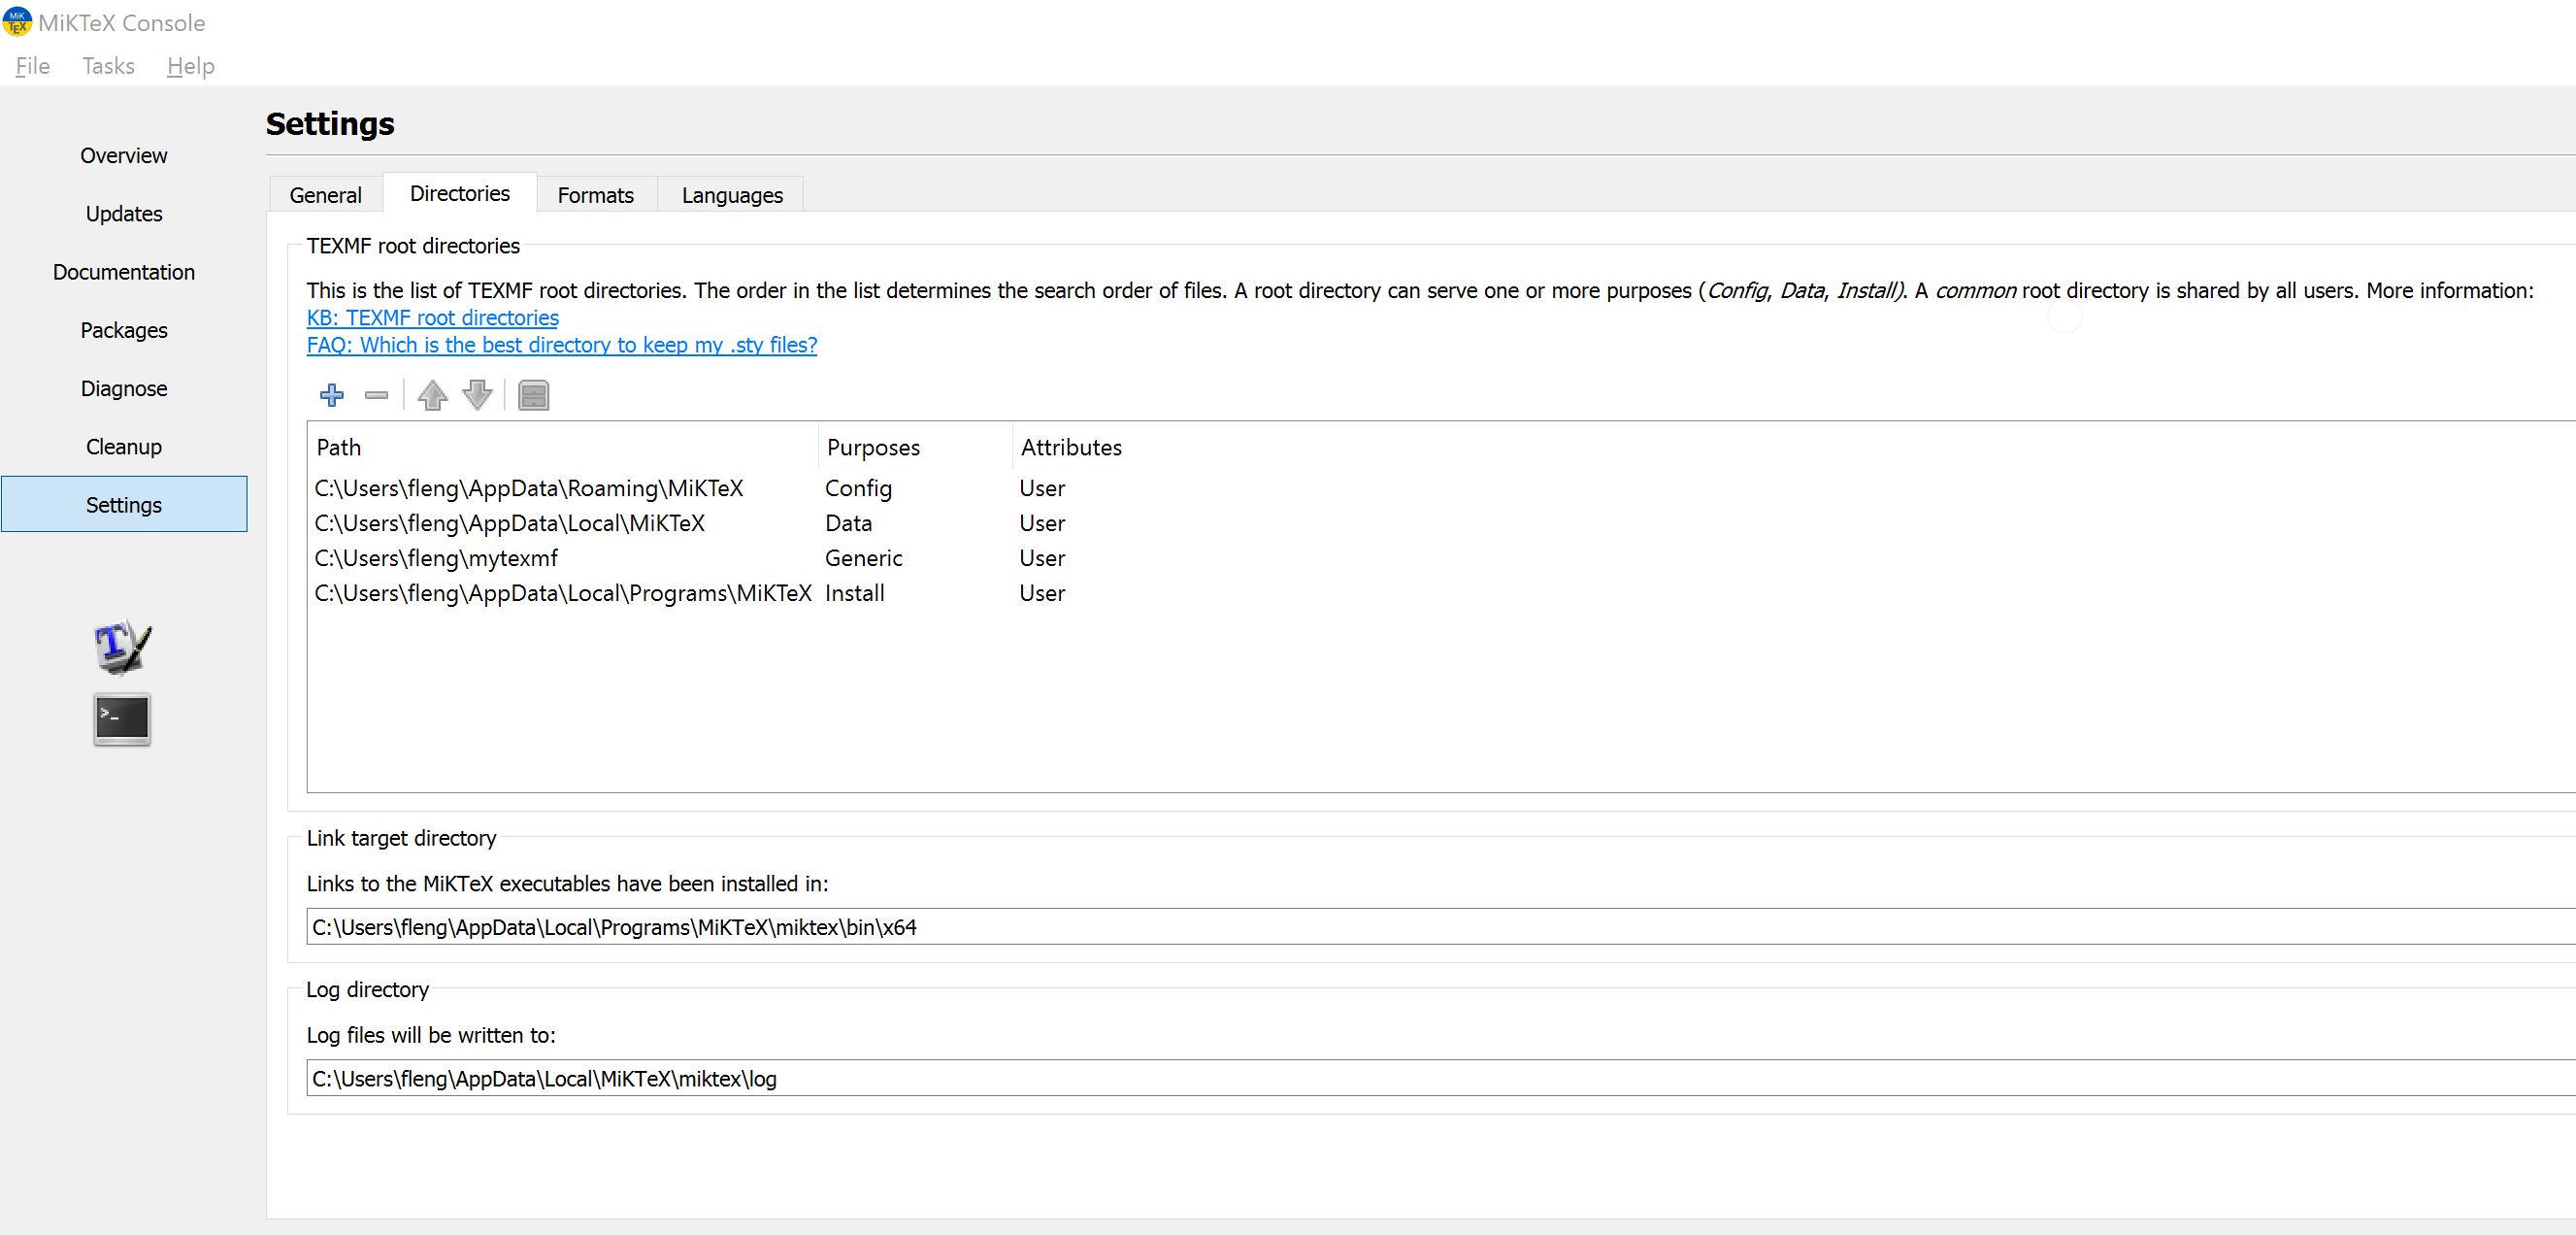 MiKTeX Console
File Tasks Help
Settings
Overview
Updates
Documentation
Packages
Diagnose
Cleanup
Settings
General Directories Formats Languages
TEXMF root directories
This is the list of TEXMF root directories. The order in the list determines the search order of files. A root directory can serve one or more purposes (Config, Data, Install). A common root directory is shared by all users. More information:
KB: TEXMF root directories
FAQ: Which is the best directory to keep my .sty files?
Path Purposes Attributes
C:\Users\fleng\AppData\Roaming\MiKTeX Config User
C:\Users\fleng\AppData\Local\MiKTeX Data User
C:\Users\fleng\mytexmf Generic User
C:\Users\fleng\AppData\Local\Programs\MiKTeX Install User
Link target directory
Links to the MiKTeX executables have been installed in:
C:\Users\fleng\AppData\Local\Programs\MiKTeX\miktex\bin\x64
Log directory
Log files will be written to:
C:\Users\fleng\AppData\Local\MiKTeX\miktex\log